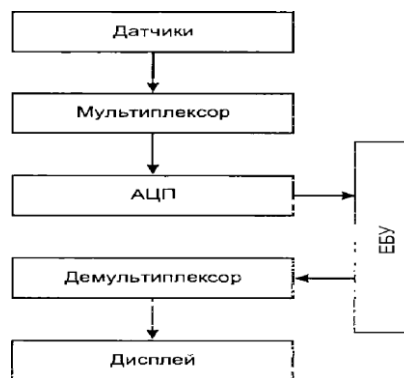 Датчики
Мультиплексор
АЦП
ЕБУ
Демультиплексор
Дисплей